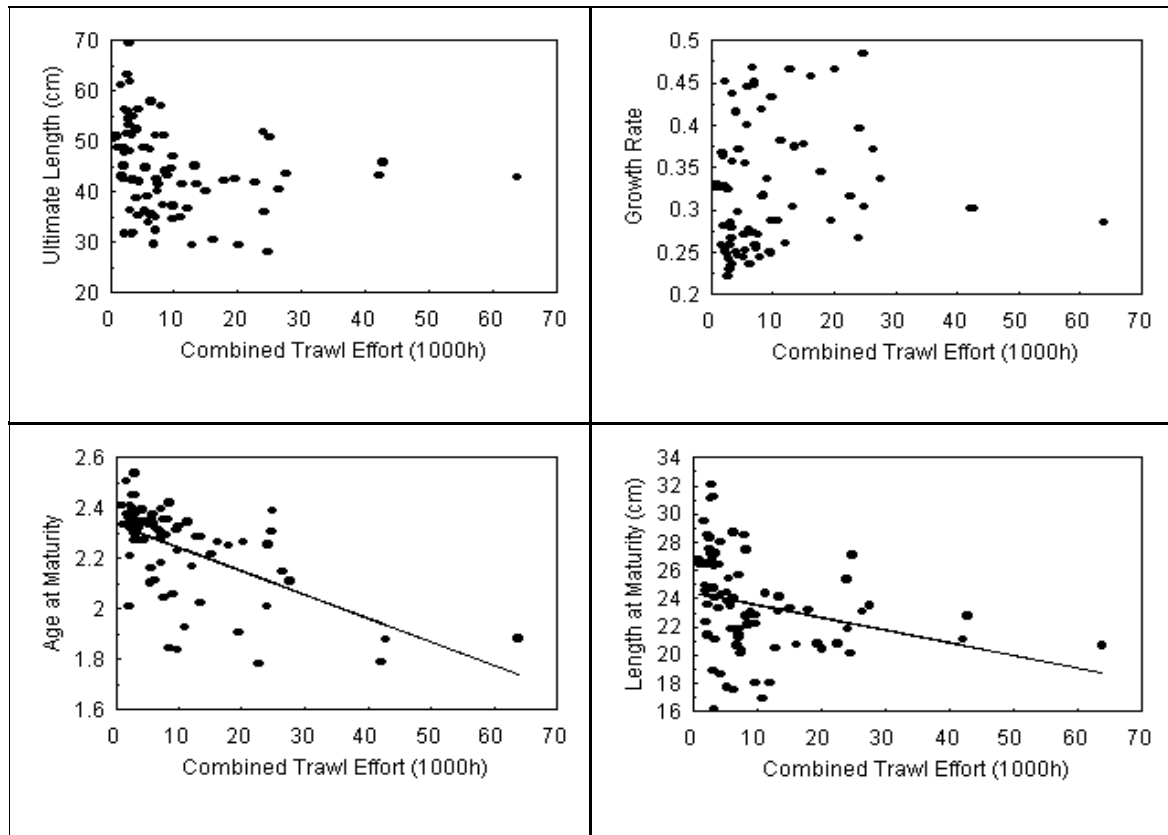 Ultimate Length (cm)
70
60
50
40
30
20
0 10 20 30 40 50 60 70
Combined Trawl Effort (1000h)
Growth Rate
0.5
0.45
0.4
0.35
0.3
0.25
0.2
0 10 20 30 40 50 60 70
Combined Trawl Effort (1000h)
Age at Maturity
2.6
2.4
2.2
2
1.8
1.6
0 10 20 30 40 50 60 70
Combined Trawl Effort (1000h)
Length at Maturity (cm)
34
32
30
28
26
24
22
20
18
16
0 10 20 30 40 50 60 70
Combined Trawl Effort (1000h)